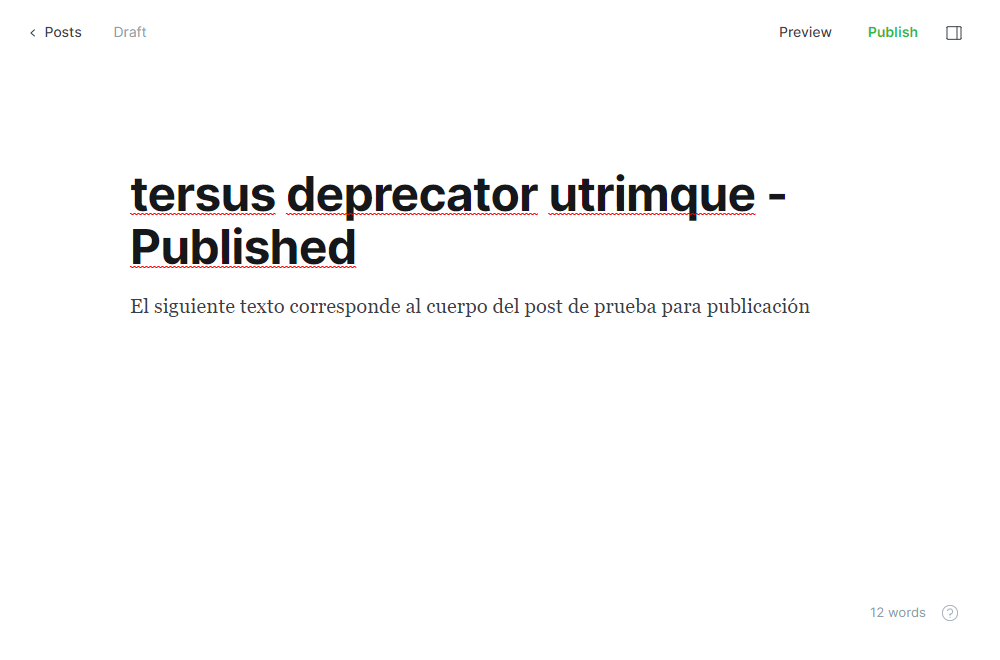 Posts
Draft
Preview
Publish
tersus deprecator utrimque -
Published
El siguiente texto corresponde al cuerpo del post de prueba para publicación
12 words
?